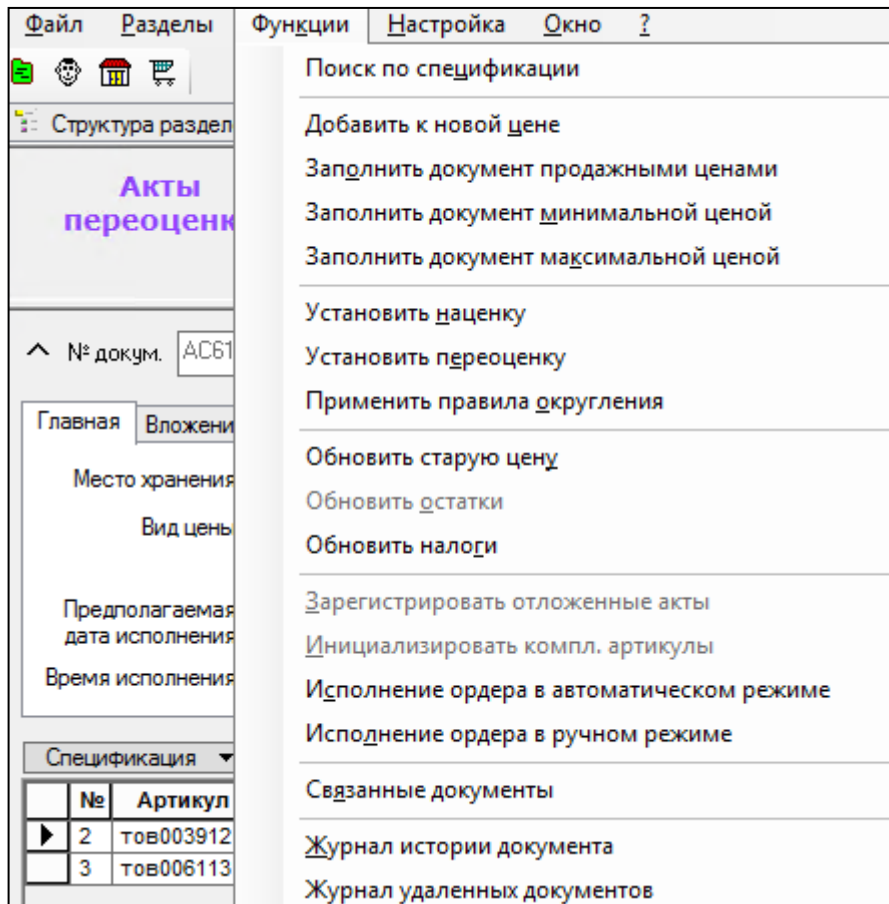 Файл Разделы Функции Настройка Окно ?
Структура раздел
Акты
переоценк
№ докум. АС61
Главная Вложени
Место хранения
Вид цены
Предполагаемая
дата исполнения
Время исполнения
Спецификация
№ Артикул
2 тов003912
3 тов006113
Поиск по спецификации
Добавить к новой цене
Заполнить документ продажными ценами
Заполнить документ минимальной ценой
Заполнить документ максимальной ценой
Установить наценку
Установить переоценку
Применить правила округления
Обновить старую цену
Обновить остатки
Обновить налоги
Зарегистрировать отложенные акты
Инициализировать компл. артикулы
Исполнение ордера в автоматическом режиме
Исполнение ордера в ручном режиме
Связанные документы
Журнал истории документа
Журнал удаленных документов